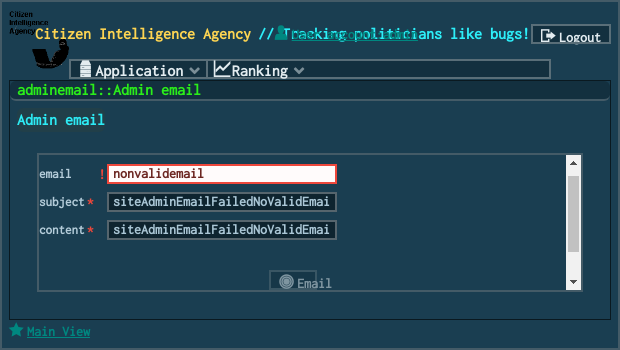 Citizen
Intelligence
Agency
Citizen Intelligence Agency // Tracking politicians like bugs!
Logout
Application
Ranking
adminemail::Admin email
Admin email
email ! nonvalidemail
subject * siteAdminEmailFailedNoValidEmai
content * siteAdminEmailFailedNoValidEmai
Email
Main View